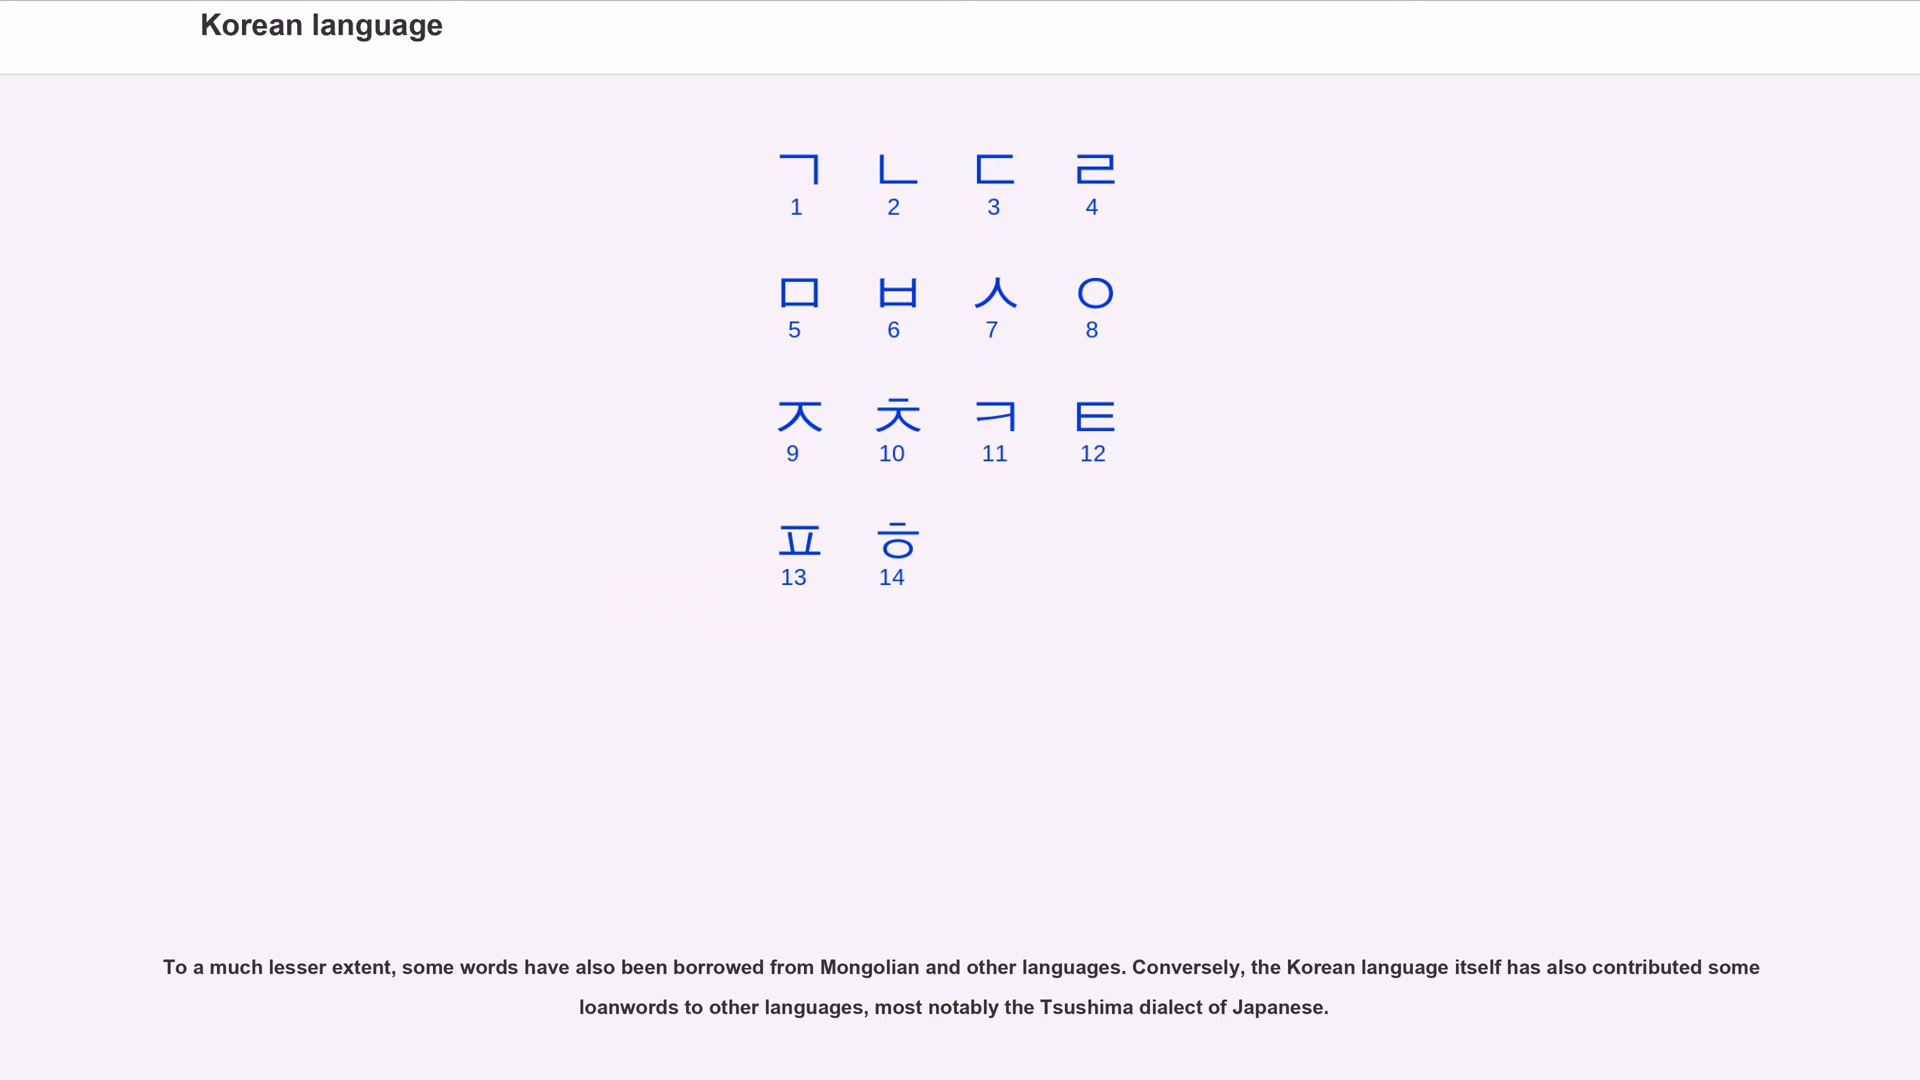 Korean language
ㄱ ㄴ ㄷ ㄹ
1 2 3 4
ㅁ ㅂ ㅅ ㅇ
5 6 7 8
ㅈ ㅊ ㅋ ㅌ
9 10 11 12
ㅍ ㅎ
13 14
To a much lesser extent, some words have also been borrowed from Mongolian and other languages. Conversely, the Korean language itself has also contributed some
loanwords to other languages, most notably the Tsushima dialect of Japanese.